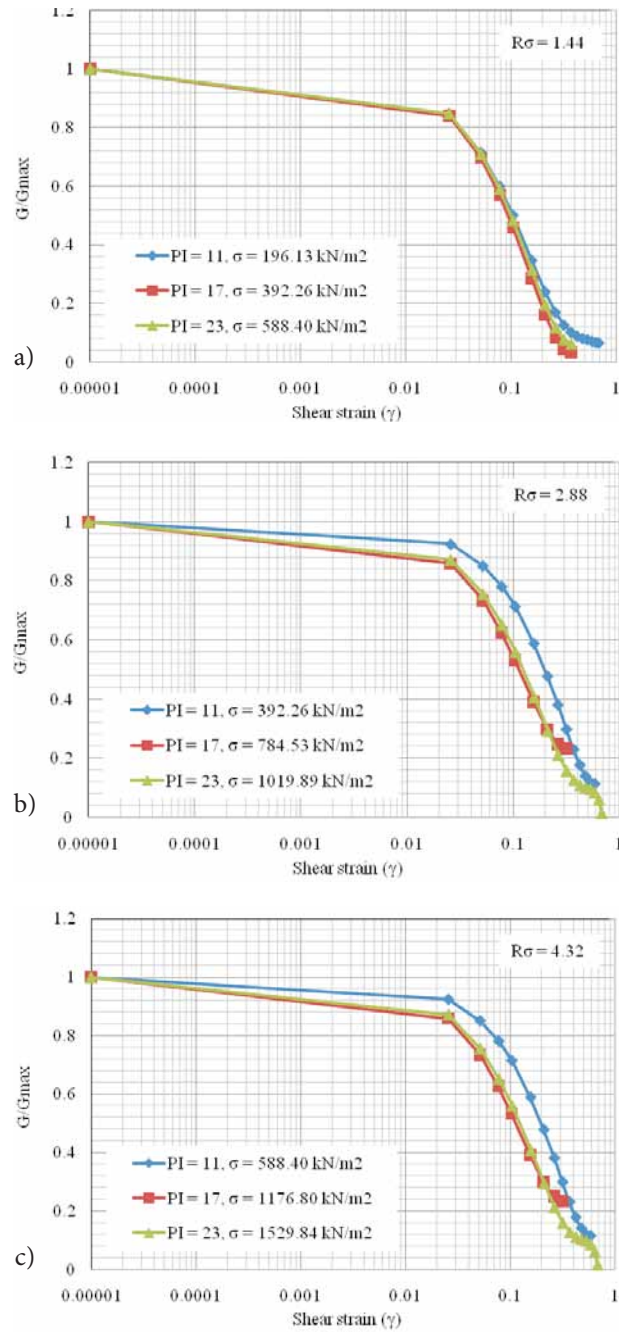 1.2
Rσ = 1.44
1
0.8
0.6
G/Gmax
0.4
PI = 11, σ = 196.13 kN/m2
PI = 17, σ = 392.26 kN/m2
0.2
PI = 23, σ = 588.40 kN/m2
a)
0
0.00001 0.0001 0.001 0.01 0.1 1
Shear strain (γ)
1.2
Rσ = 2.88
1
0.8
0.6
G/Gmax
0.4
PI = 11, σ = 392.26 kN/m2
PI = 17, σ = 784.53 kN/m2
0.2
PI = 23, σ = 1019.89 kN/m2
b)
0
0.00001 0.0001 0.001 0.01 0.1 1
Shear strain (γ)
1.2
Rσ = 4.32
1
0.8
0.6
G/Gmax
0.4
PI = 11, σ = 588.40 kN/m2
PI = 17, σ = 1176.80 kN/m2
0.2
PI = 23, σ = 1529.84 kN/m2
c)
0
0.00001 0.0001 0.001 0.01 0.1 1
Shear strain (γ)